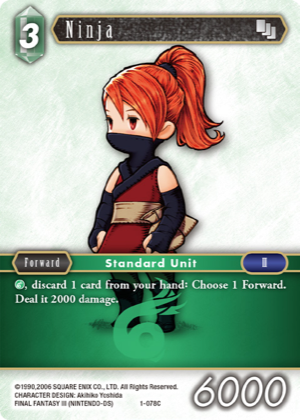 3 Ninja
Forward Standard Unit II
, discard 1 card from your hand: Choose 1 Forward.
Deal it 2000 damage.
©1990,2006 SQUARE ENIX CO., LTD. All Rights Reserved.
CHARACTER DESIGN: Akihiko Yoshida
FINAL FANTASY III (NINTENDO-DS) 1-078C
6000